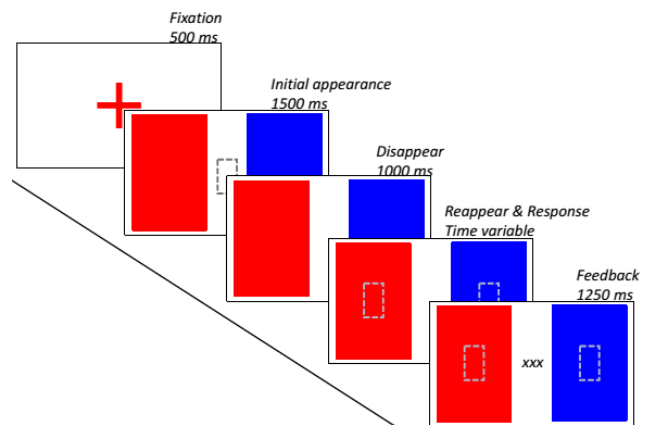 Fixation
500 ms
Initial appearance
1500 ms
Disappear
1000 ms
Reappear & Response
Time variable
Feedback
1250 ms
xxx